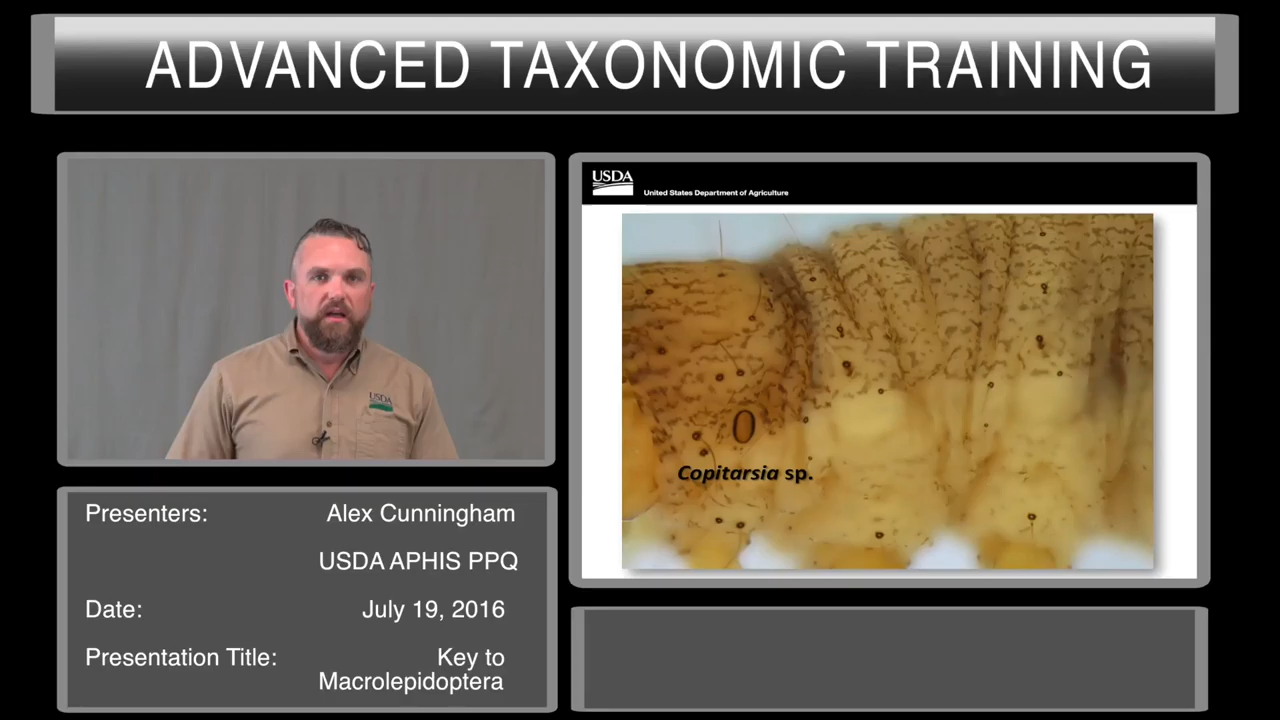 ADVANCED TAXONOMIC TRAINING
USDA
USDA
United States Department of Agriculture
Copitarsia sp.
Presenters: Alex Cunningham
USDA APHIS PPQ
Date: July 19, 2016
Presentation Title: Key to
Macrolepidoptera